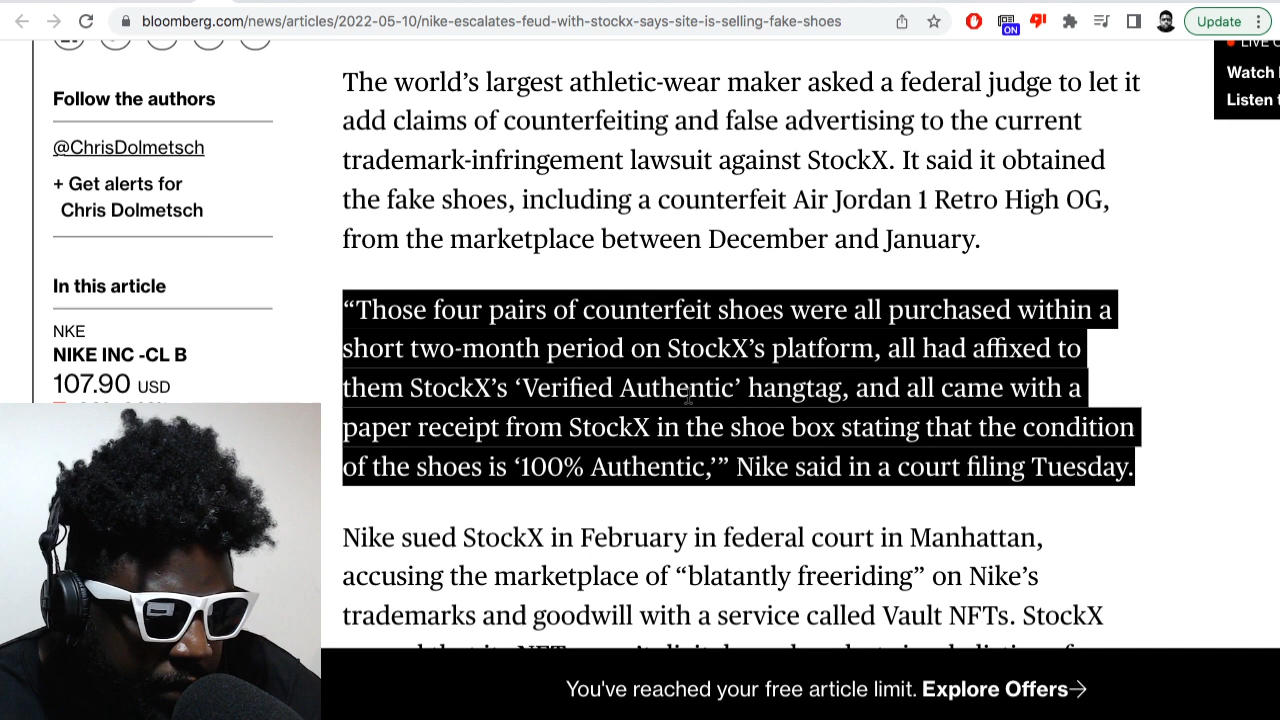 bloomberg.com/news/articles/2022-05-10/nike-escalates-feud-with-stockx-says-site-is-selling-fake-shoes
Update
ON
LIVE
Watch
Listen
Follow the authors
@ChrisDolmetsch
+ Get alerts for
Chris Dolmetsch
In this article
NKE
NIKE INC -CL B
107.90 USD
The world’s largest athletic-wear maker asked a federal judge to let it
add claims of counterfeiting and false advertising to the current
trademark-infringement lawsuit against StockX. It said it obtained
the fake shoes, including a counterfeit Air Jordan 1 Retro High OG,
from the marketplace between December and January.
“Those four pairs of counterfeit shoes were all purchased within a
short two-month period on StockX’s platform, all had affixed to
them StockX’s ‘Verified Authentic’ hangtag, and all came with a
paper receipt from StockX in the shoe box stating that the condition
of the shoes is ‘100% Authentic,’” Nike said in a court filing Tuesday.
Nike sued StockX in February in federal court in Manhattan,
accusing the marketplace of “blatantly freeriding” on Nike’s
trademarks and goodwill with a service called Vault NFTs. StockX
You've reached your free article limit. Explore Offers→